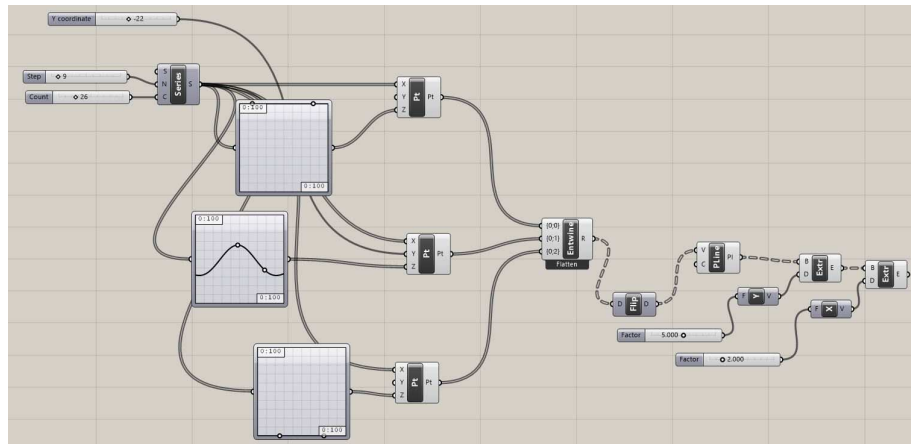 Y coordinate -22
Step 9
Count 26
S
N
C
Series
S
0:100
0:100
X
Y
Z
Pt
Pt
0:100
0:100
X
Y
Z
Pt
Pt
0:100
0:100
X
Y
Z
Pt
Pt
{0;0}
{0;1}
{0;2}
Entwine
R
Flatten
D
Flip
D
V
C
PLine
Pl
B
D
Extr
E
B
D
Extr
E
F
Y
V
F
X
V
Factor 5.000
Factor 2.000